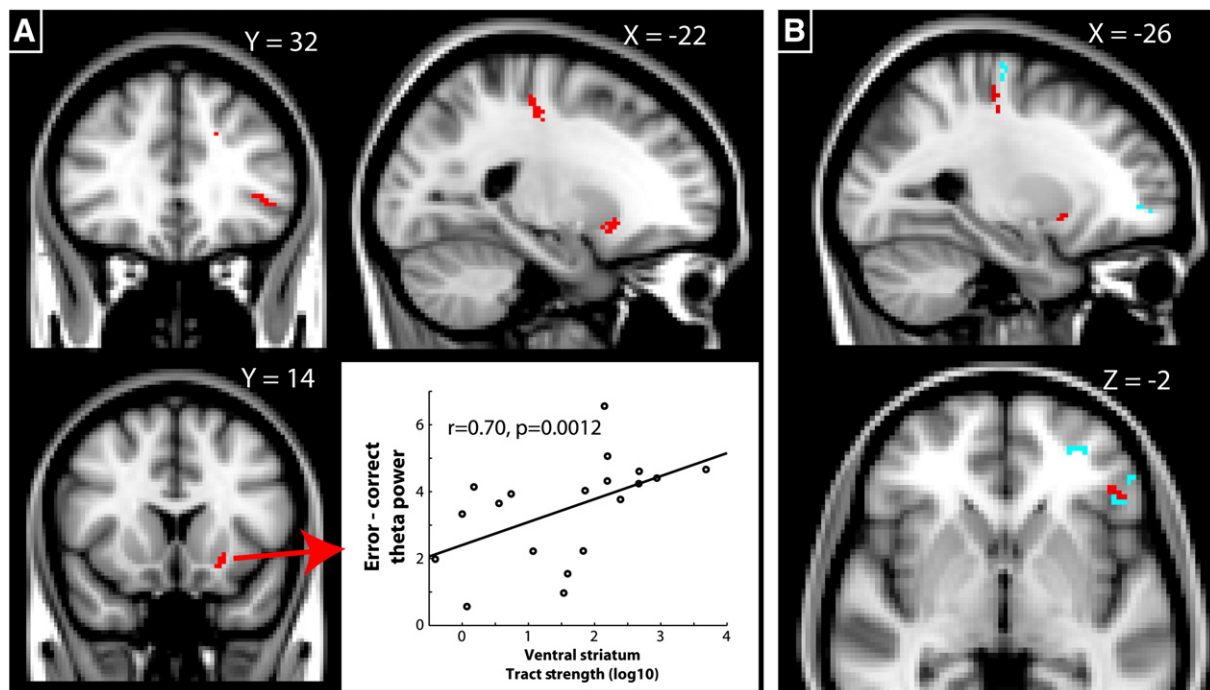 A
Y = 32
X = -22
B
X = -26
Y = 14
r=0.70, p=0.0012
Error - correct
theta power
6
4
2
0
0
1
2
3
4
Ventral striatum
Tract strength (log10)
Z = -2